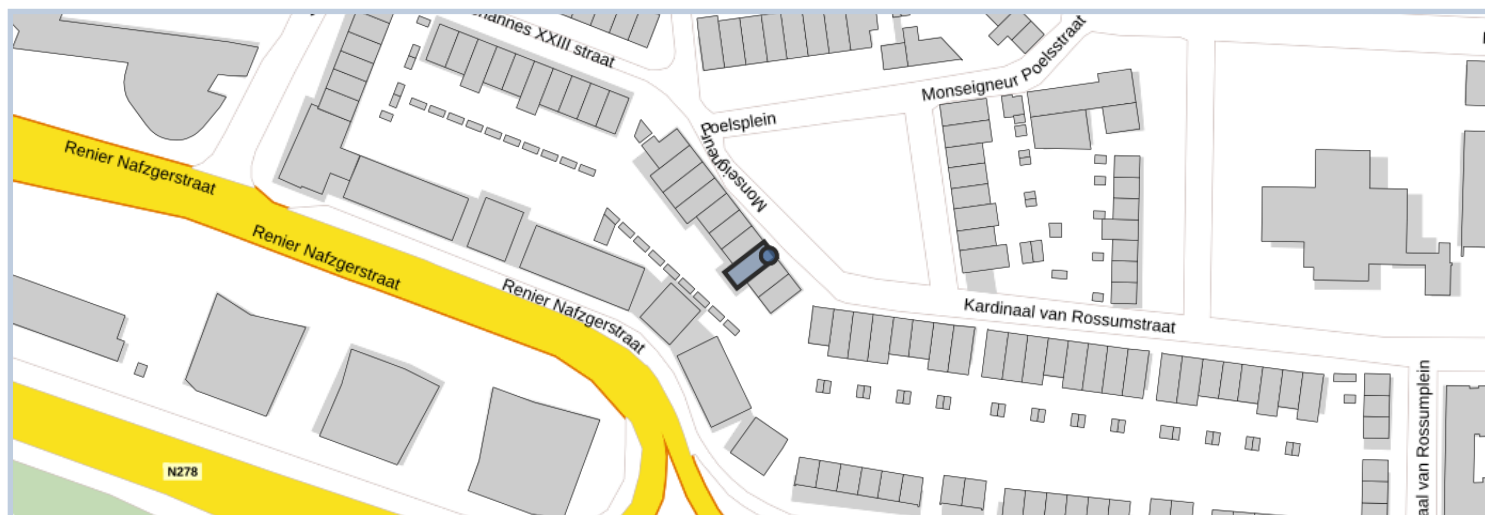 hannes XXIII straat
Monseigneur Poelsstraat
Poelsplein
Monseigneur
Renier Nafzgerstraat
Renier Nafzgerstraat
Renier Nafzgerstraat
Kardinaal van Rossumstraat
aal van Rossumplein
N278